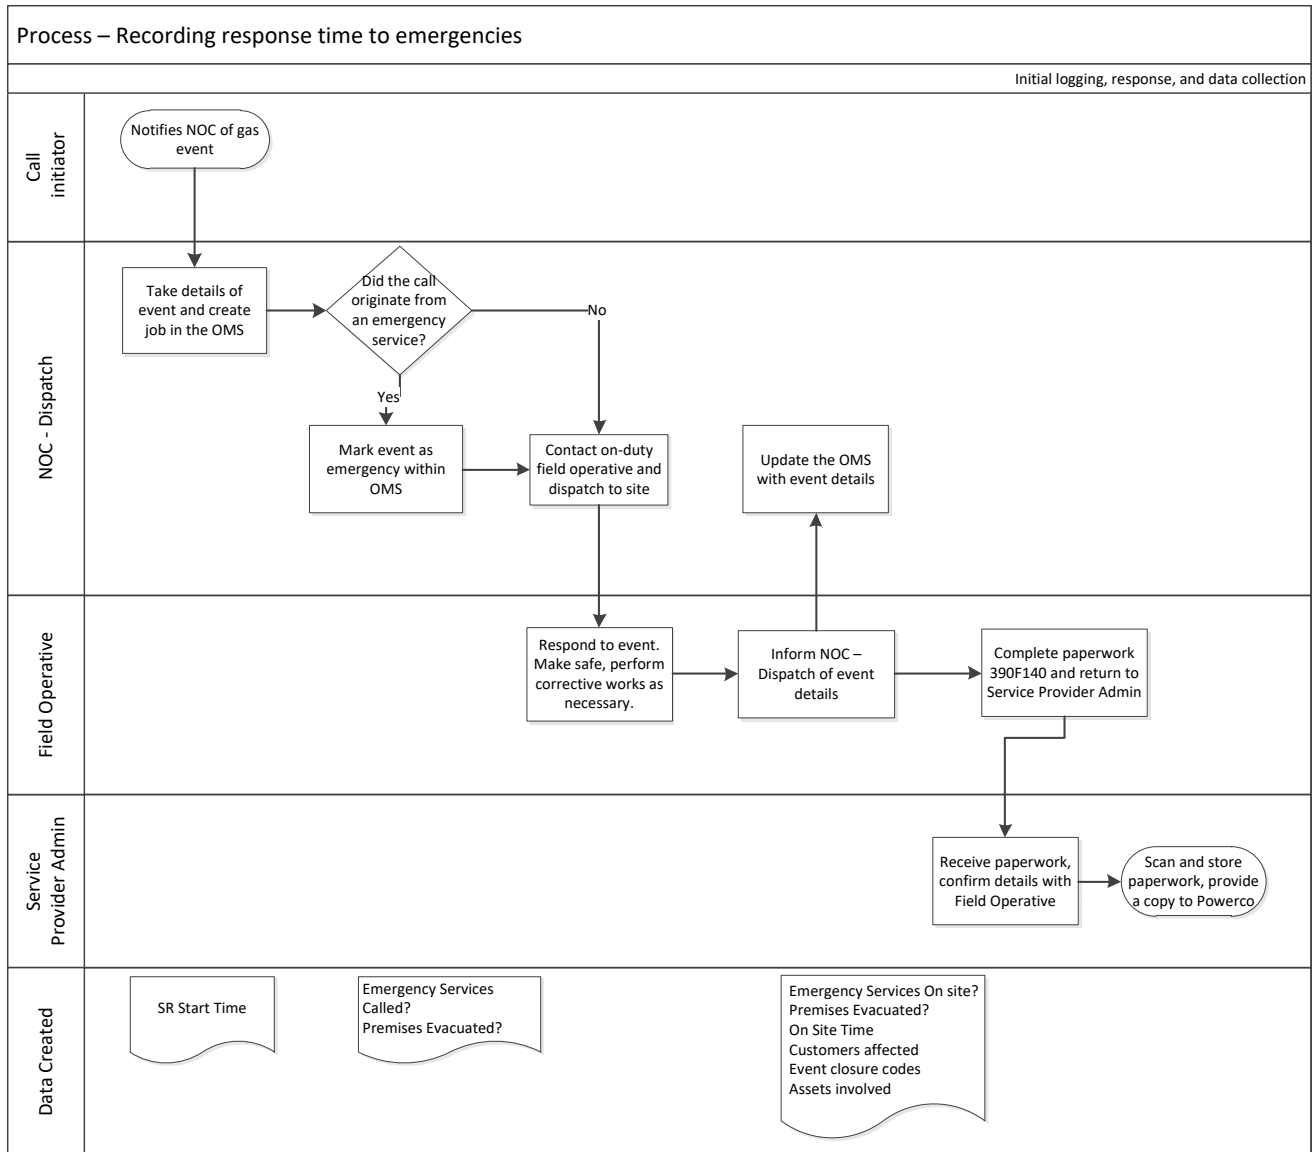 Process – Recording response time to emergencies
Initial logging, response, and data collection
Call
initiator
Notifies NOC of gas
event
NOC - Dispatch
Take details of
event and create
job in the OMS
Did the call
originate from
an emergency
service?
No
Yes
Mark event as
emergency within
OMS
Contact on-duty
field operative and
dispatch to site
Update the OMS
with event details
Field Operative
Respond to event.
Make safe, perform
corrective works as
necessary.
Inform NOC –
Dispatch of event
details
Complete paperwork
390F140 and return to
Service Provider Admin
Service
Provider Admin
Receive paperwork,
confirm details with
Field Operative
Scan and store
paperwork, provide
a copy to Powerco
Data Created
SR Start Time
Emergency Services
Called?
Premises Evacuated?
Emergency Services On site?
Premises Evacuated?
On Site Time
Customers affected
Event closure codes
Assets involved